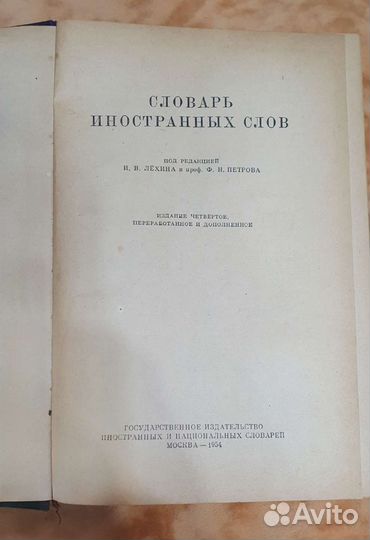 СЛОВАРЬ
ИНОСТРАННЫХ СЛОВ
ПОД РЕДАКЦИЕЙ
И. В. ЛЁХИНА и проф. Ф. Н. ПЕТРОВА
ИЗДАНИЕ ЧЕТВЕРТОЕ,
ПЕРЕРАБОТАННОЕ И ДОПОЛНЕННОЕ
ГОСУДАРСТВЕННОЕ ИЗДАТЕЛЬСТВО
ИНОСТРАННЫХ И НАЦИОНАЛЬНЫХ СЛОВАРЕЙ
МОСКВА — 1954
Avito